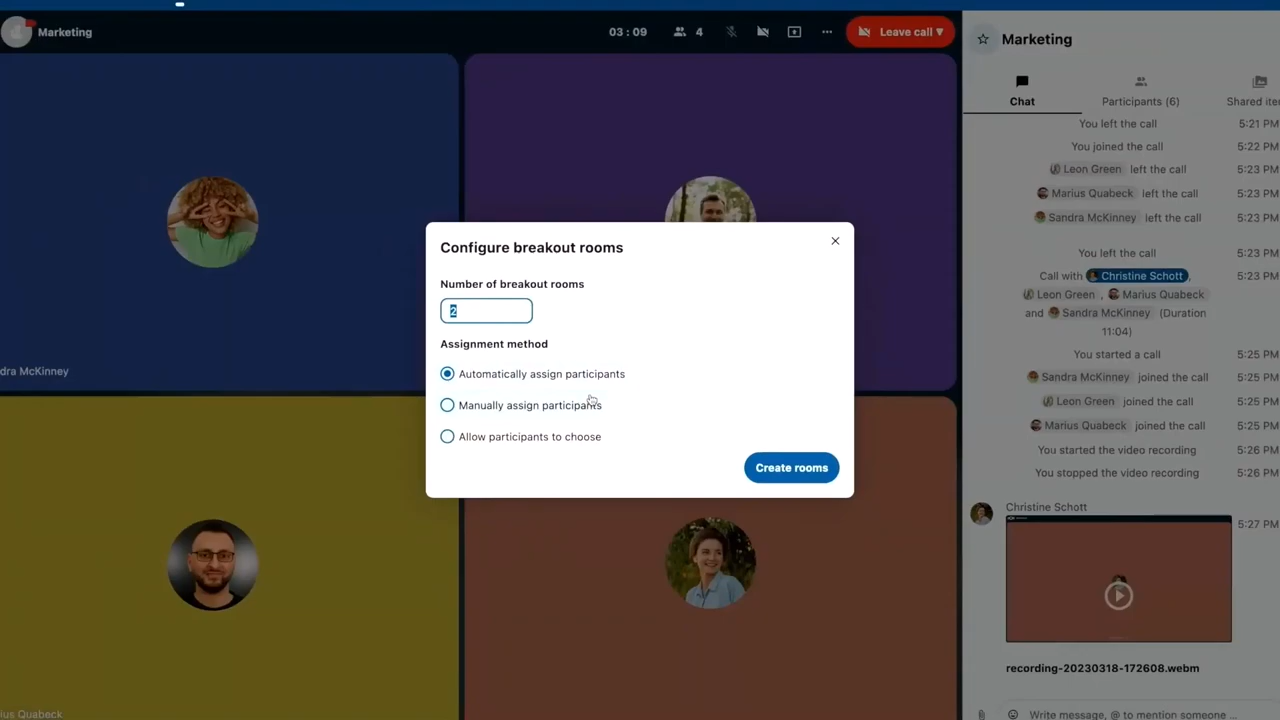 Marketing
03 : 09
4
Leave call ▾
dra McKinney
ius Quabeck
Configure breakout rooms
Number of breakout rooms
2
Assignment method
Automatically assign participants
Manually assign participants
Allow participants to choose
Create rooms
Marketing
Chat
Participants (6)
Shared ite
You left the call 5:21 PM
You joined the call 5:22 PM
Leon Green left the call 5:23 PM
Marius Quabeck left the call 5:23 PM
Sandra McKinney left the call 5:23 PM
You left the call 5:23 PM
Call with Christine Schott, 5:23 PM
Leon Green , Marius Quabeck
and Sandra McKinney (Duration
11:04)
You started a call 5:25 PM
Sandra McKinney joined the call 5:25 PM
Leon Green joined the call 5:25 PM
Marius Quabeck joined the call 5:25 PM
You started the video recording 5:26 PM
You stopped the video recording 5:26 PM
Christine Schott
5:27 PM
recording-20230318-172608.webm
Write message, @ to mention someone ...